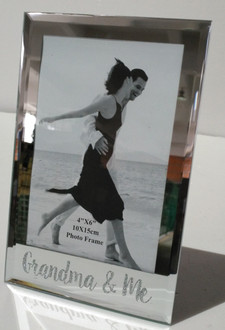 4"X6"
10X15cm
Photo Frame
Grandma & Me